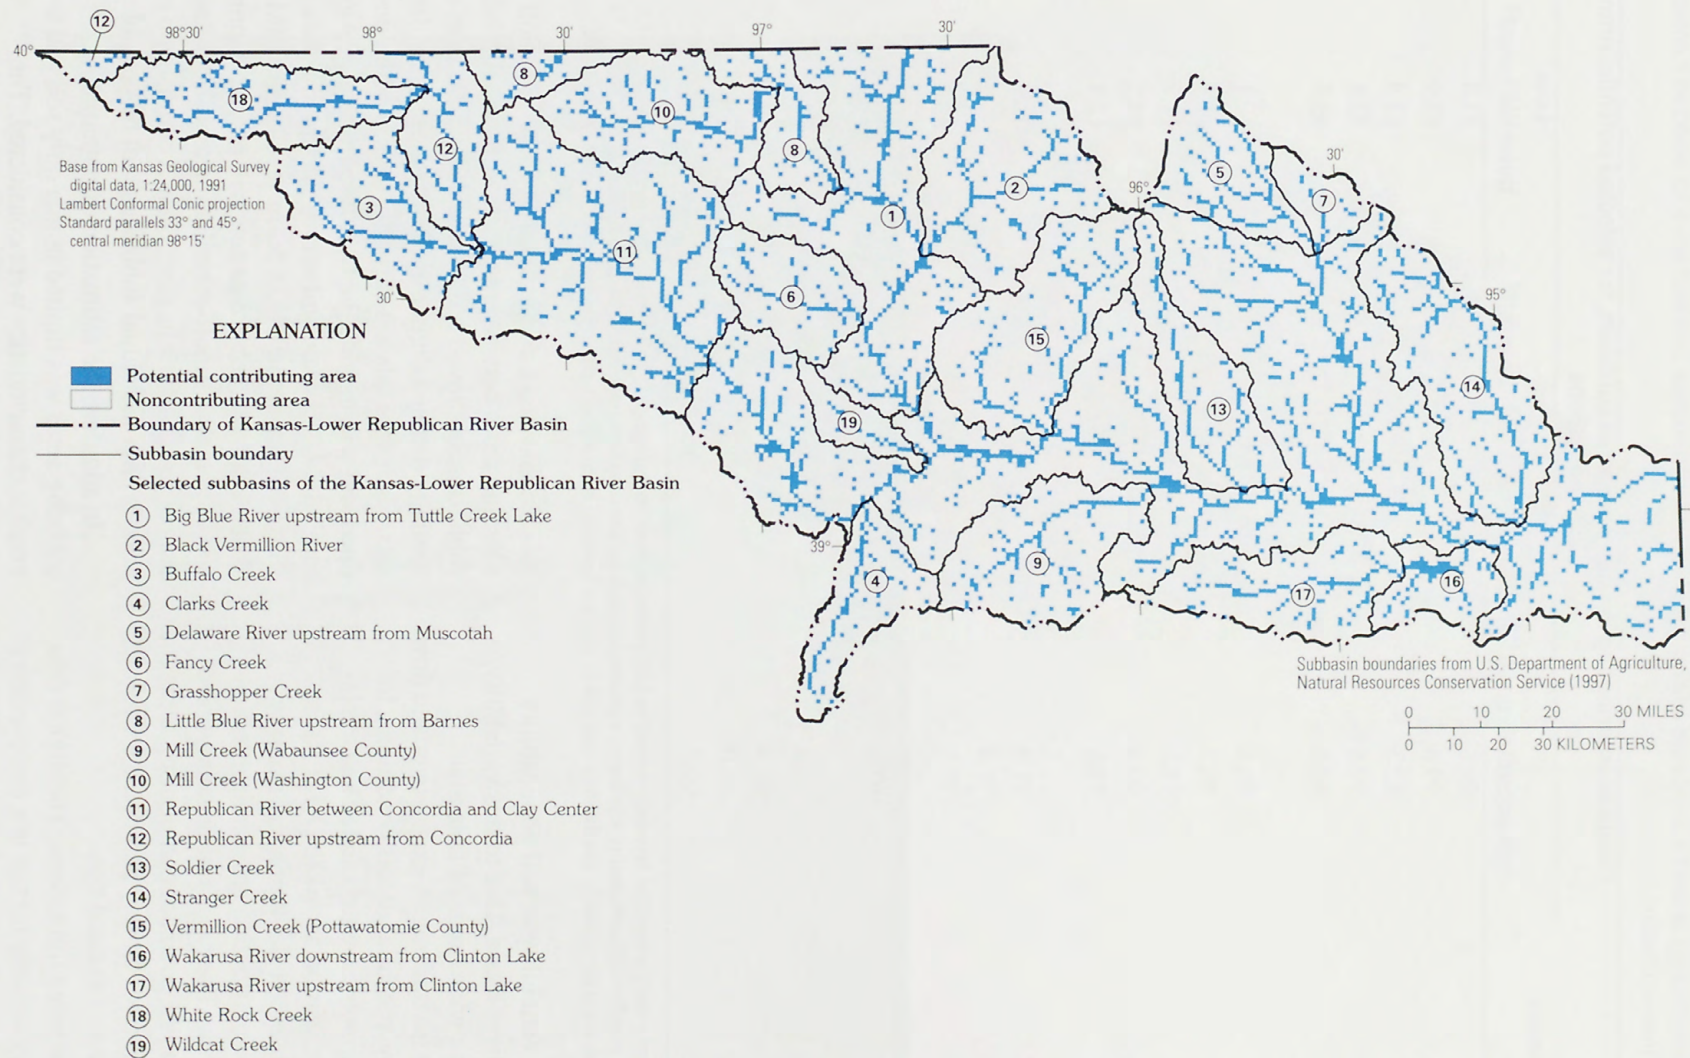 12
98°30'
98°
30'
97°
30'
40°
8
18
10
12
8
5
30'
Base from Kansas Geological Survey
digital data, 1:24,000, 1991
Lambert Conformal Conic projection
Standard parallels 33° and 45°,
central meridian 98°15'
3
2
96°
7
1
11
6
30'
95°
15
14
13
19
EXPLANATION
Potential contributing area
Noncontributing area
Boundary of Kansas-Lower Republican River Basin
Subbasin boundary
Selected subbasins of the Kansas-Lower Republican River Basin
1 Big Blue River upstream from Tuttle Creek Lake
2 Black Vermillion River
3 Buffalo Creek
4 Clarks Creek
5 Delaware River upstream from Muscotah
6 Fancy Creek
7 Grasshopper Creek
8 Little Blue River upstream from Barnes
9 Mill Creek (Wabaunsee County)
10 Mill Creek (Washington County)
11 Republican River between Concordia and Clay Center
12 Republican River upstream from Concordia
13 Soldier Creek
14 Stranger Creek
15 Vermillion Creek (Pottawatomie County)
16 Wakarusa River downstream from Clinton Lake
17 Wakarusa River upstream from Clinton Lake
18 White Rock Creek
19 Wildcat Creek
39°
4
9
17
16
Subbasin boundaries from U.S. Department of Agriculture,
Natural Resources Conservation Service (1997)
0 10 20 30 MILES
0 10 20 30 KILOMETERS